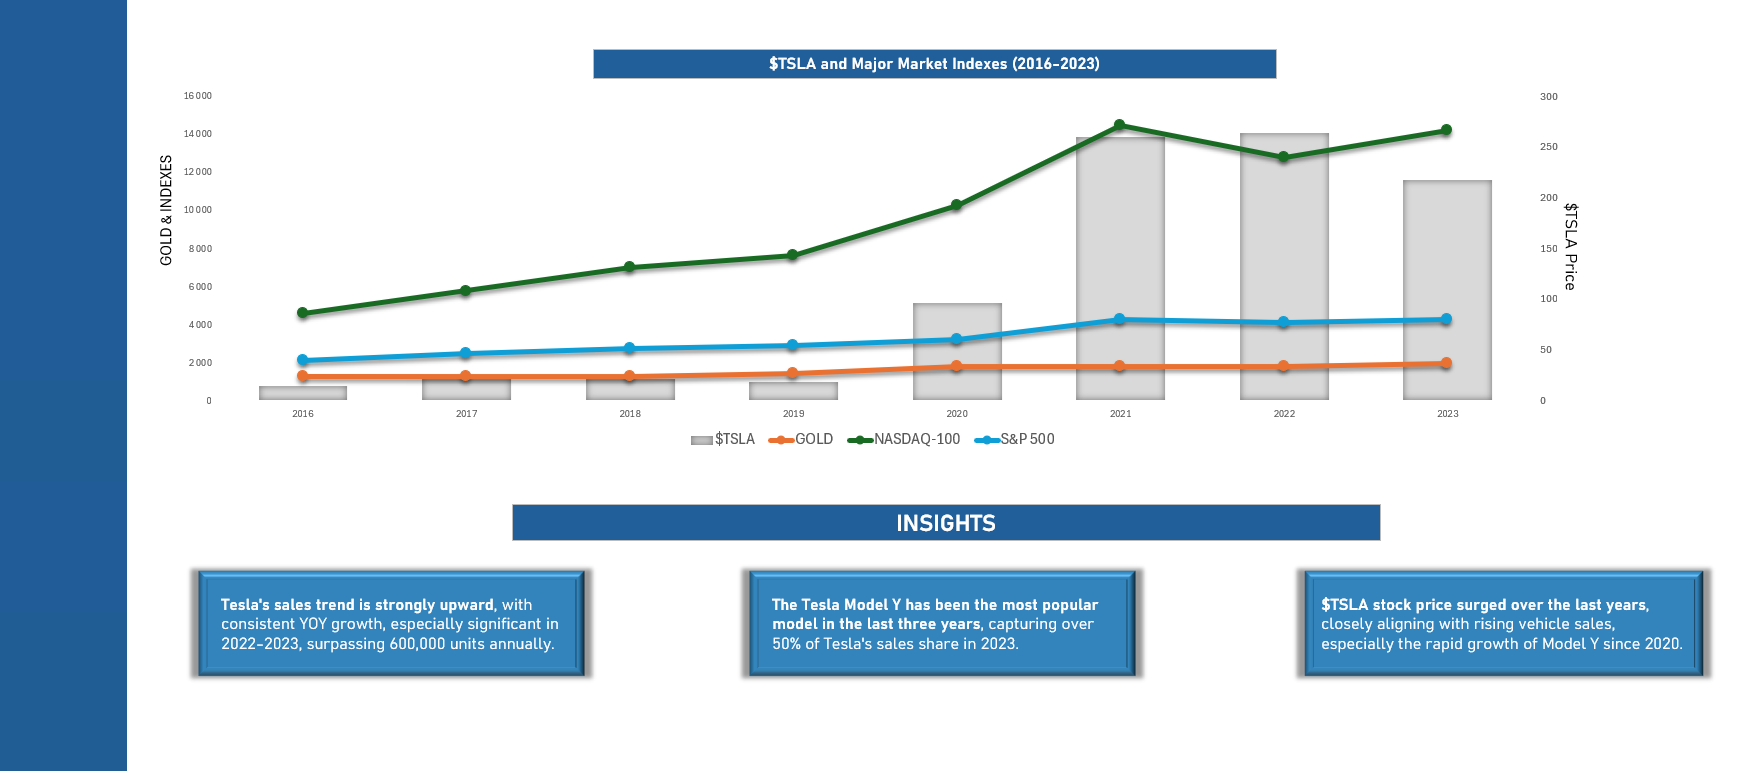 $TSLA and Major Market Indexes (2016-2023)
GOLD & INDEXES
16 000
14 000
12 000
10 000
8 000
6 000
4 000
2 000
0
300
250
200
150
100
50
0
$TSLA Price
2016 2017 2018 2019 2020 2021 2022 2023
$TSLA GOLD NASDAQ-100 S&P 500
INSIGHTS
Tesla's sales trend is strongly upward, with
consistent YOY growth, especially significant in
2022-2023, surpassing 600,000 units annually.
The Tesla Model Y has been the most popular
model in the last three years, capturing over
50% of Tesla's sales share in 2023.
$TSLA stock price surged over the last years,
closely aligning with rising vehicle sales,
especially the rapid growth of Model Y since 2020.